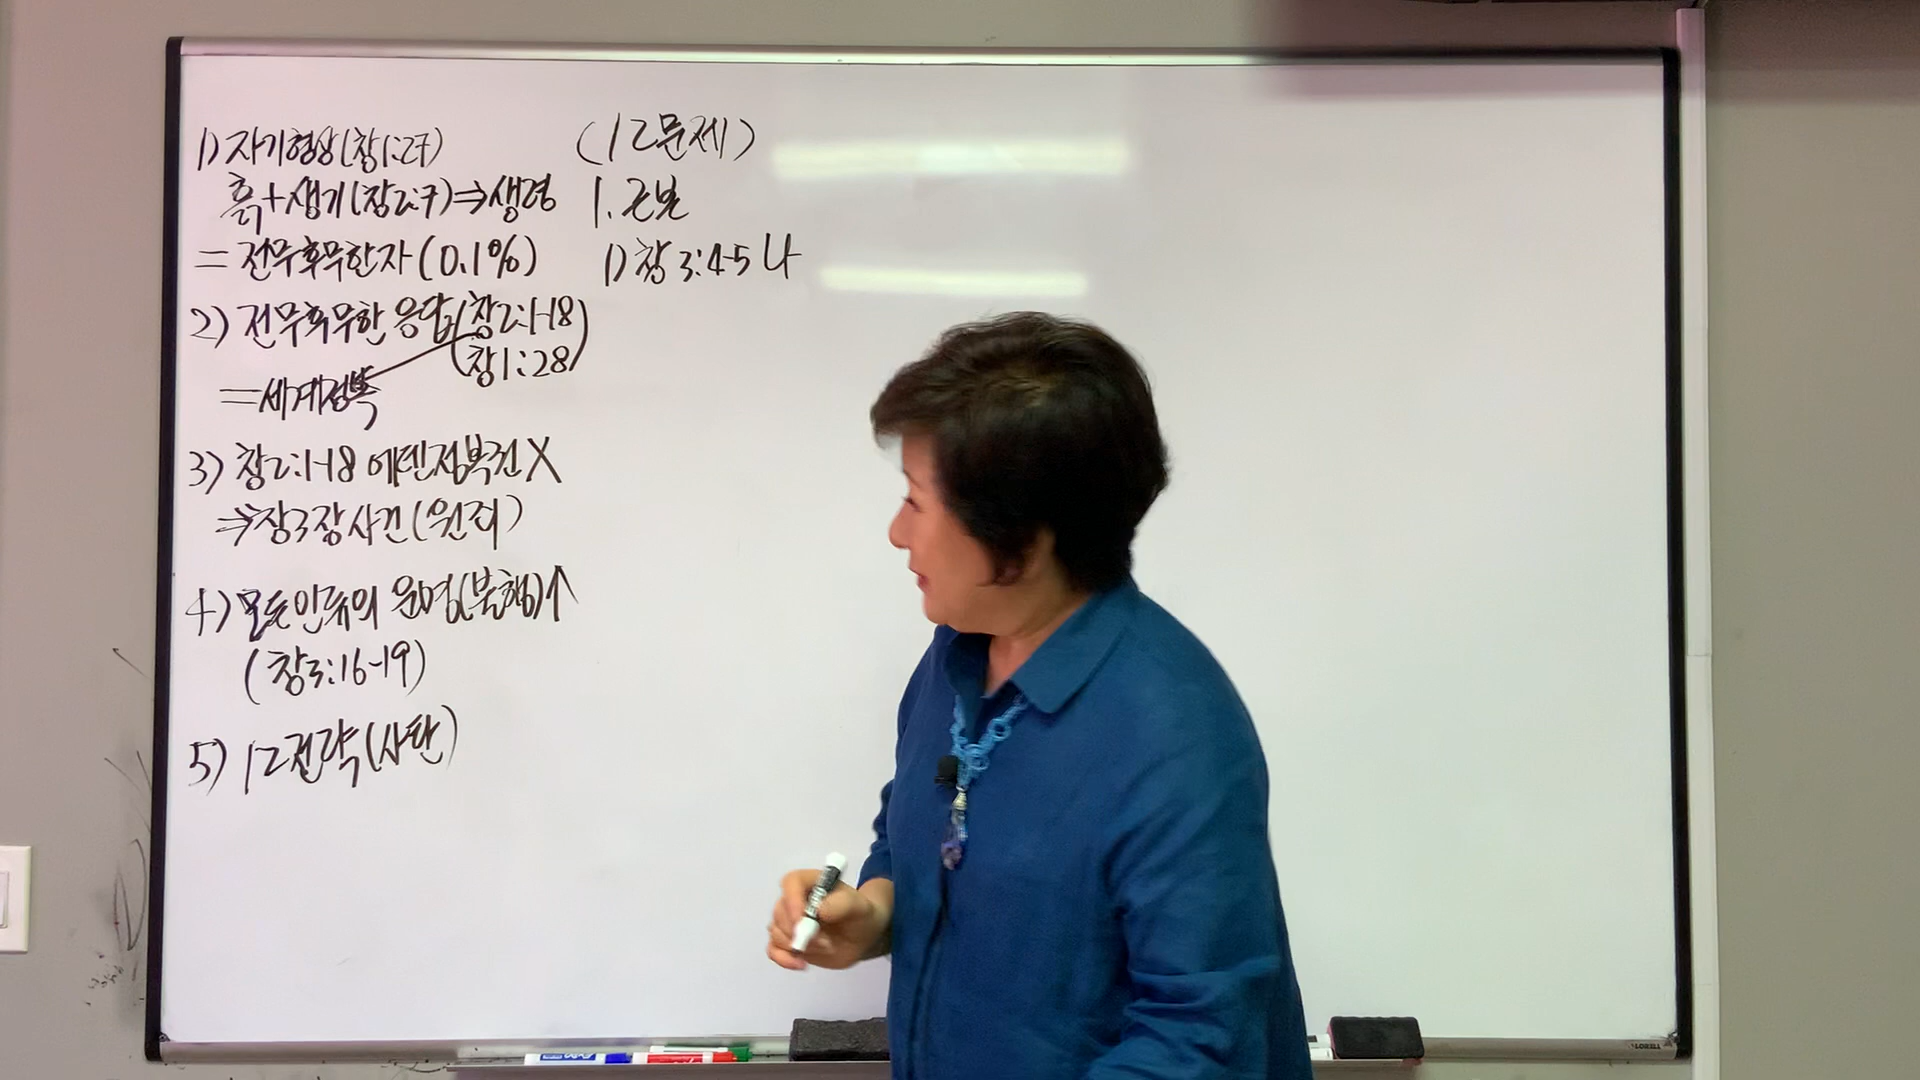 1) 자기형상(창1:27)
흙+생기(창2:7)⇒생령
=전무후무한자(0.1%)
2) 전무후무한 응답(창2:1-18)
(창1:28)
=세계정복
3) 창2:1-18 에덴정복권X
⇒창3장사건(원죄)
4) 모든인류의 운명(불행)↑
(창3:16-19)
5) 12전략(사탄)
(12문제)
1. 근본
1) 창3:4-5 나
LORELL